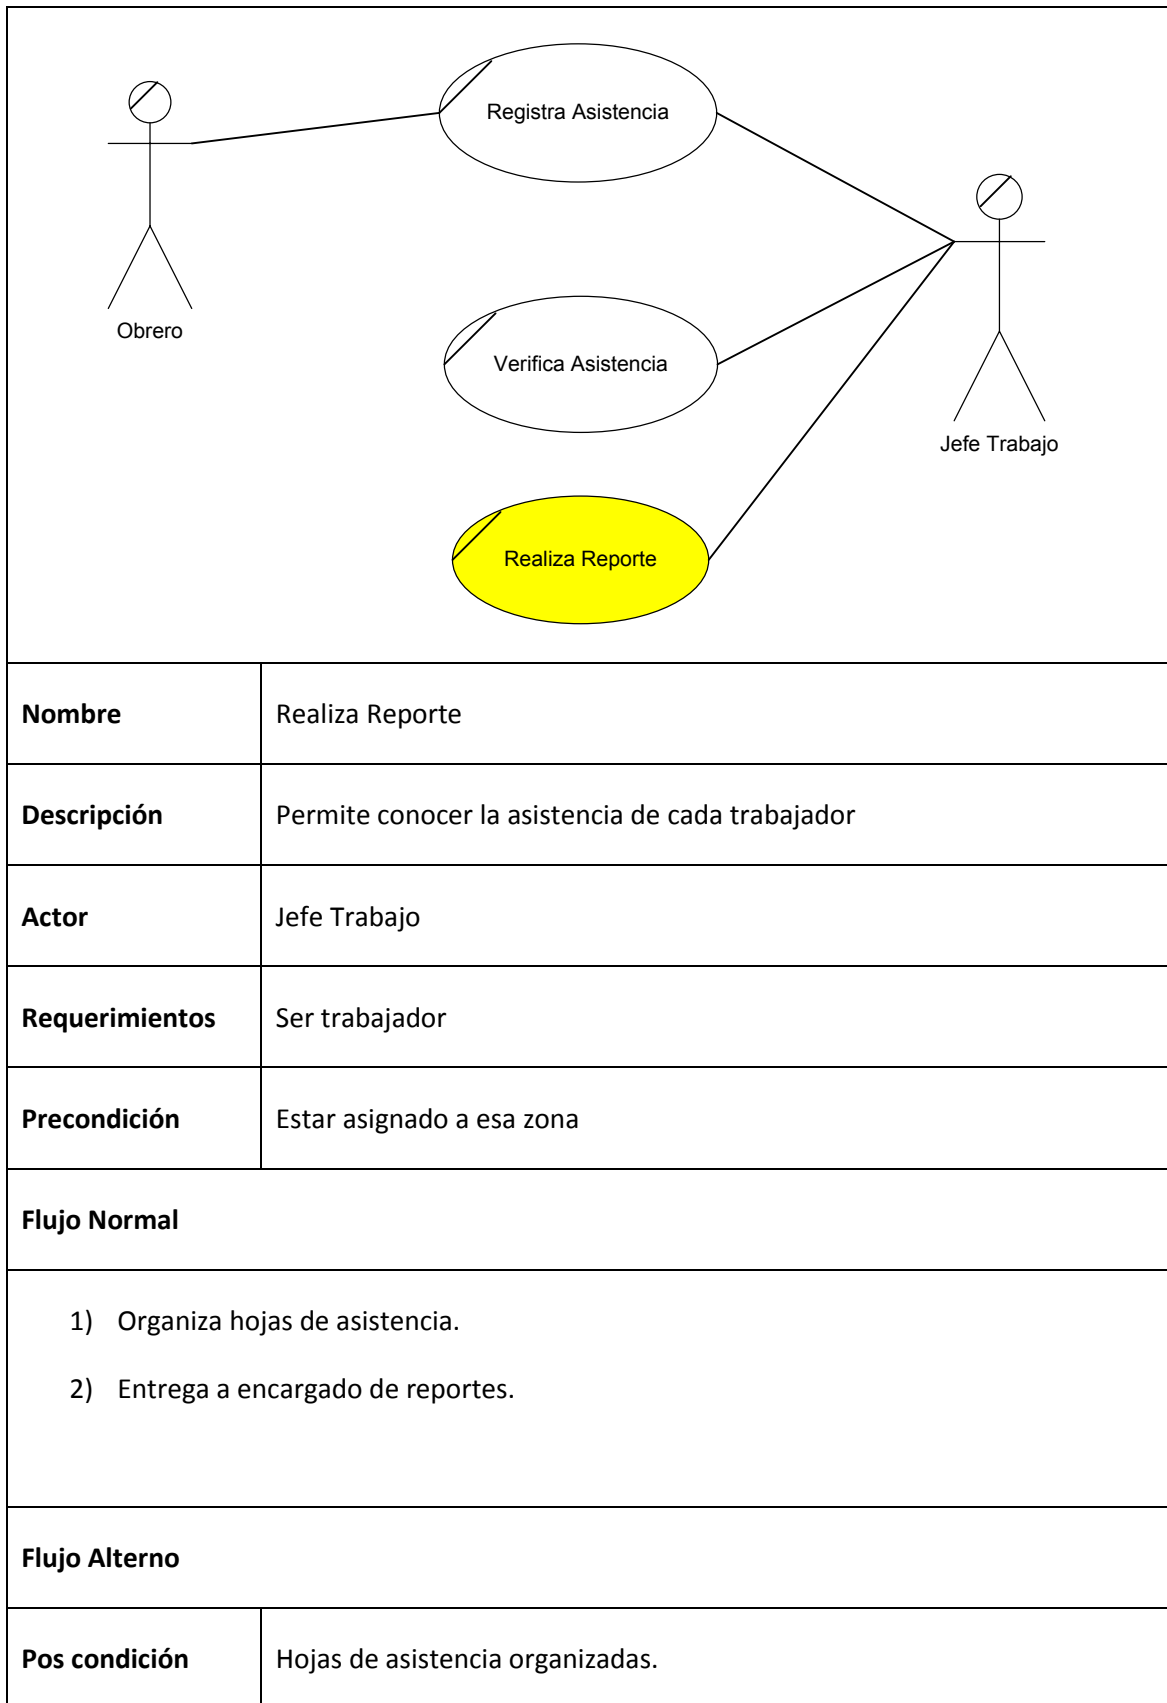 Registra Asistencia
Obrero
Verifica Asistencia
Jefe Trabajo
Realiza Reporte
Nombre
Realiza Reporte
Descripción
Permite conocer la asistencia de cada trabajador
Actor
Jefe Trabajo
Requerimientos
Ser trabajador
Precondición
Estar asignado a esa zona
Flujo Normal
1) Organiza hojas de asistencia.
2) Entrega a encargado de reportes.
Flujo Alterno
Pos condición
Hojas de asistencia organizadas.